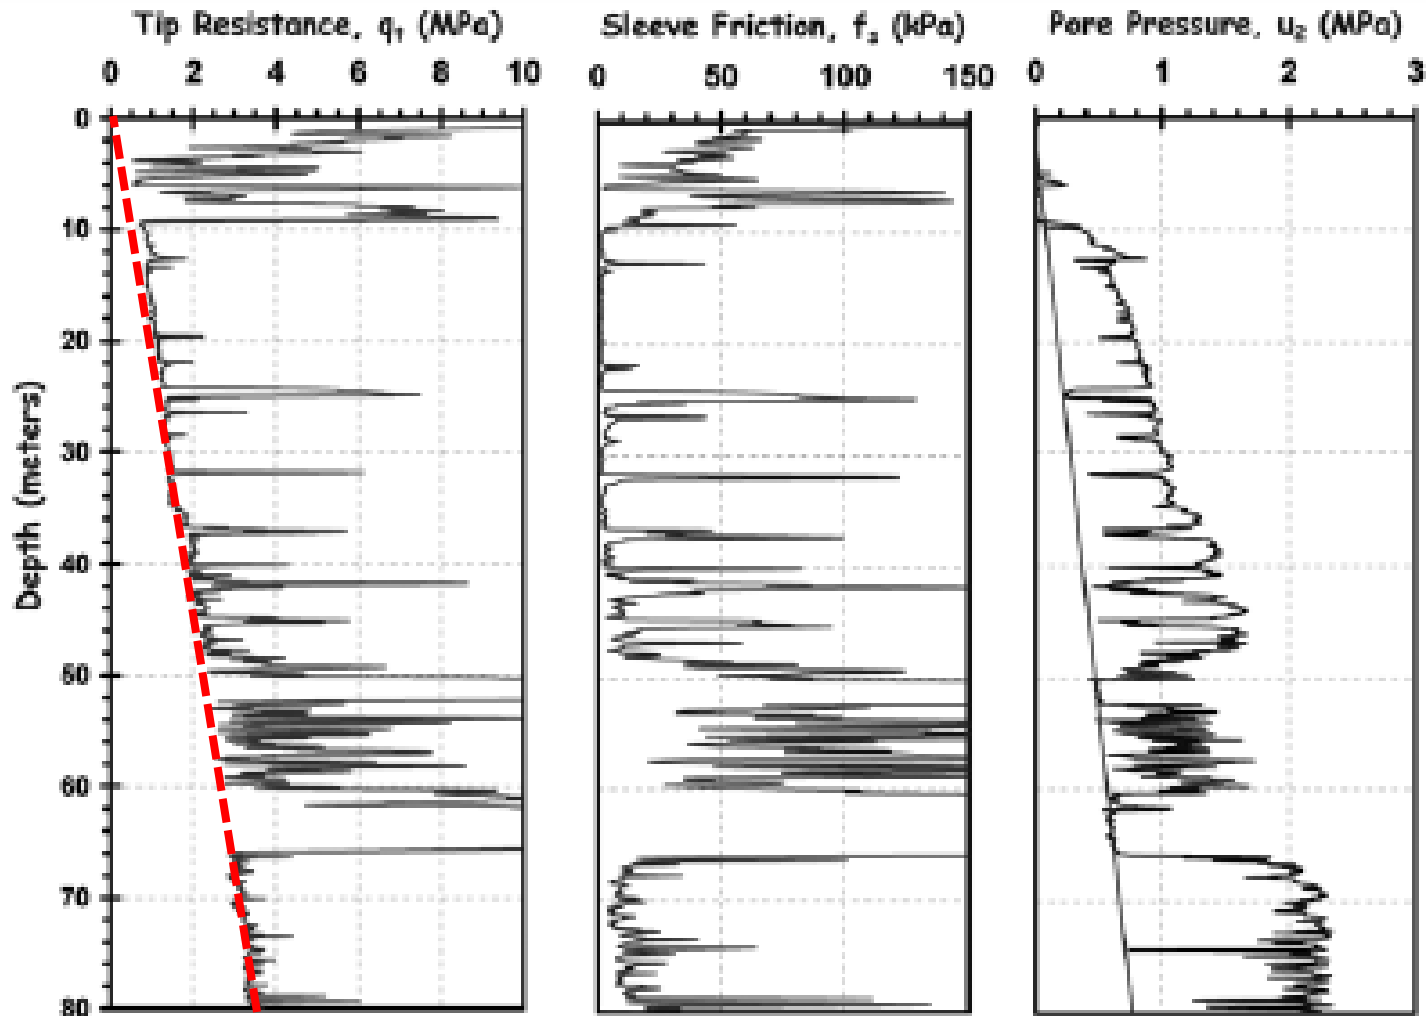 Tip Resistance, qₜ (MPa)
0 2 4 6 8 10
Sleeve Friction, fₛ (kPa)
0 50 100 150
Pore Pressure, u₂ (MPa)
0 1 2 3
Depth (meters)
0
10
20
30
40
50
60
70
80